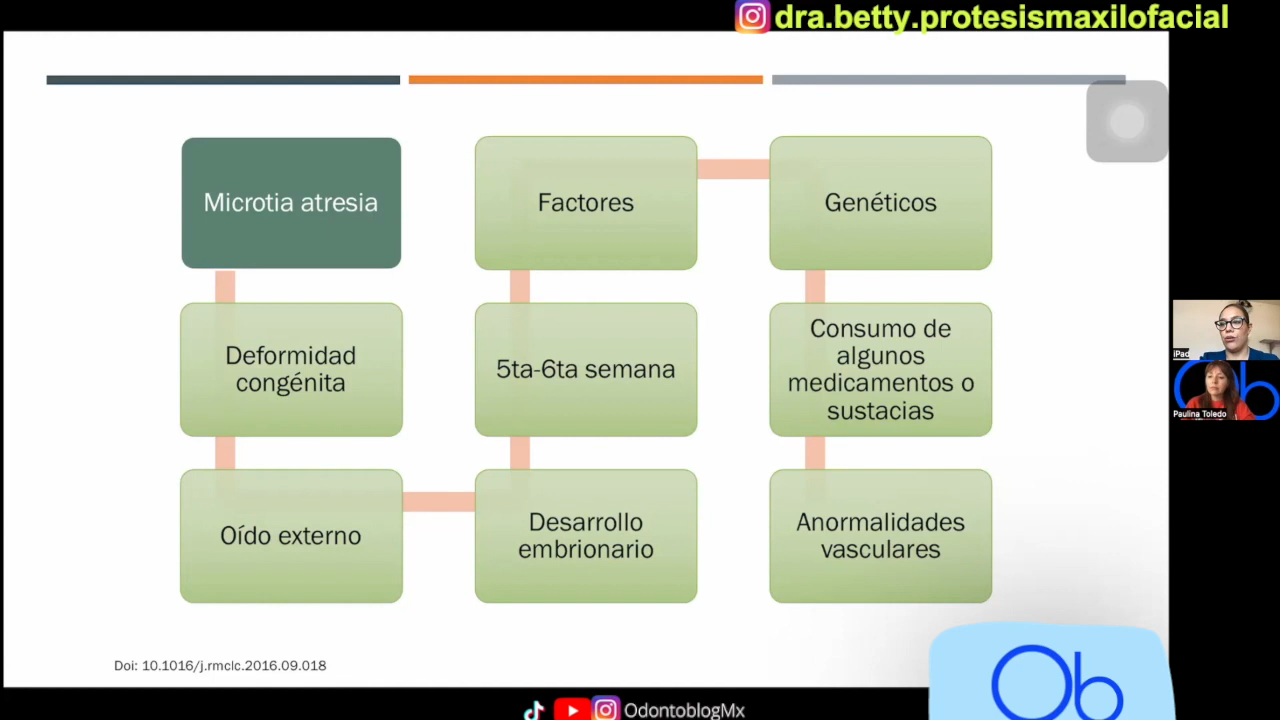 dra.betty.protesismaxilofacial
Microtia atresia
Deformidad
congénita
Oído externo
Desarrollo
embrionario
5ta-6ta semana
Factores
Genéticos
Consumo de
algunos
medicamentos o
sustacias
Anormalidades
vasculares
Doi: 10.1016/j.rmclc.2016.09.018
iPad
Ob
Paulina Toledo
Ob
OdontoblogMx